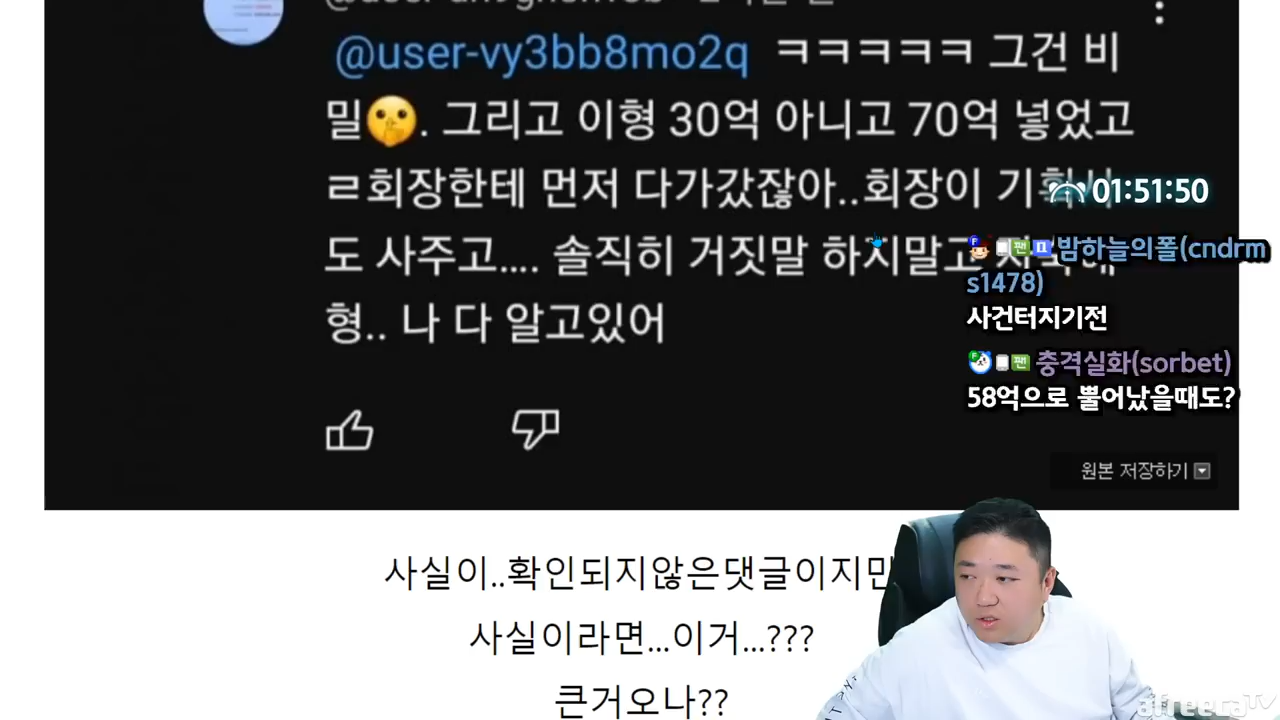 @user-vy3bb8mo2q ㅋㅋㅋㅋㅋ 그건 비
밀🤫. 그리고 이형 30억 아니고 70억 넣었고
ㄹ회장한테 먼저 다가갔잖아..회장이
도 사주고.... 솔직히 거짓말 하지말고
형.. 나 다 알고있어
01:51:50
밤하늘의폴(cndrm
s1478)
사건터지기전
충격실화(sorbet)
58억으로 뿔어났을때도?
원본 저장하기
사실이..확인되지않은댓글이지만
사실이라면...이거...???
큰거오나??
afreecaTV